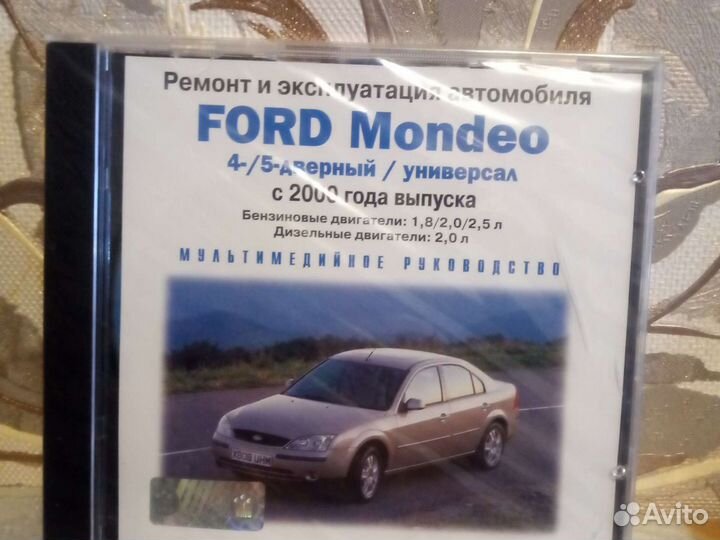 Ремонт и эксплуатация автомобиля
FORD Mondeo
4-/5-дверный / универсал
с 2000 года выпуска
Бензиновые двигатели: 1,8/2,0/2,5 л
Дизельные двигатели: 2,0 л
МУЛЬТИМЕДИЙНОЕ РУКОВОДСТВО
Avito